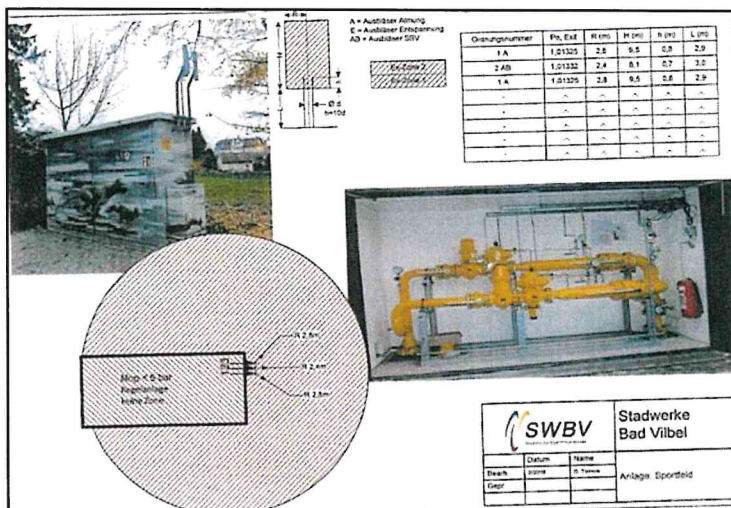 A = Ausbläser Atmung
E = Ausbläser Entspannung
AB = Ausbläser SBV
R
H
h
Ø d
h=10d
Ex-Zone 2
Ex-Zone 1
Ordnungsnummer Po, Exit R (m) H (m) h (m) L (m)
1 A 1,01325 2,8 9,5 0,8 2,9
2 AB 1,01332 2,4 8,1 0,7 3,0
1 A 1,01325 2,8 9,5 0,8 2,9
R 2,8m
R 2,4m
R 2,8m
Mop < 5 bar
Regelanlage
keine Zone
SWBV
Stadwerke
Bad Vilbel
Datum Name
Bearb.
Gepr.
Anlage: Sportfeld